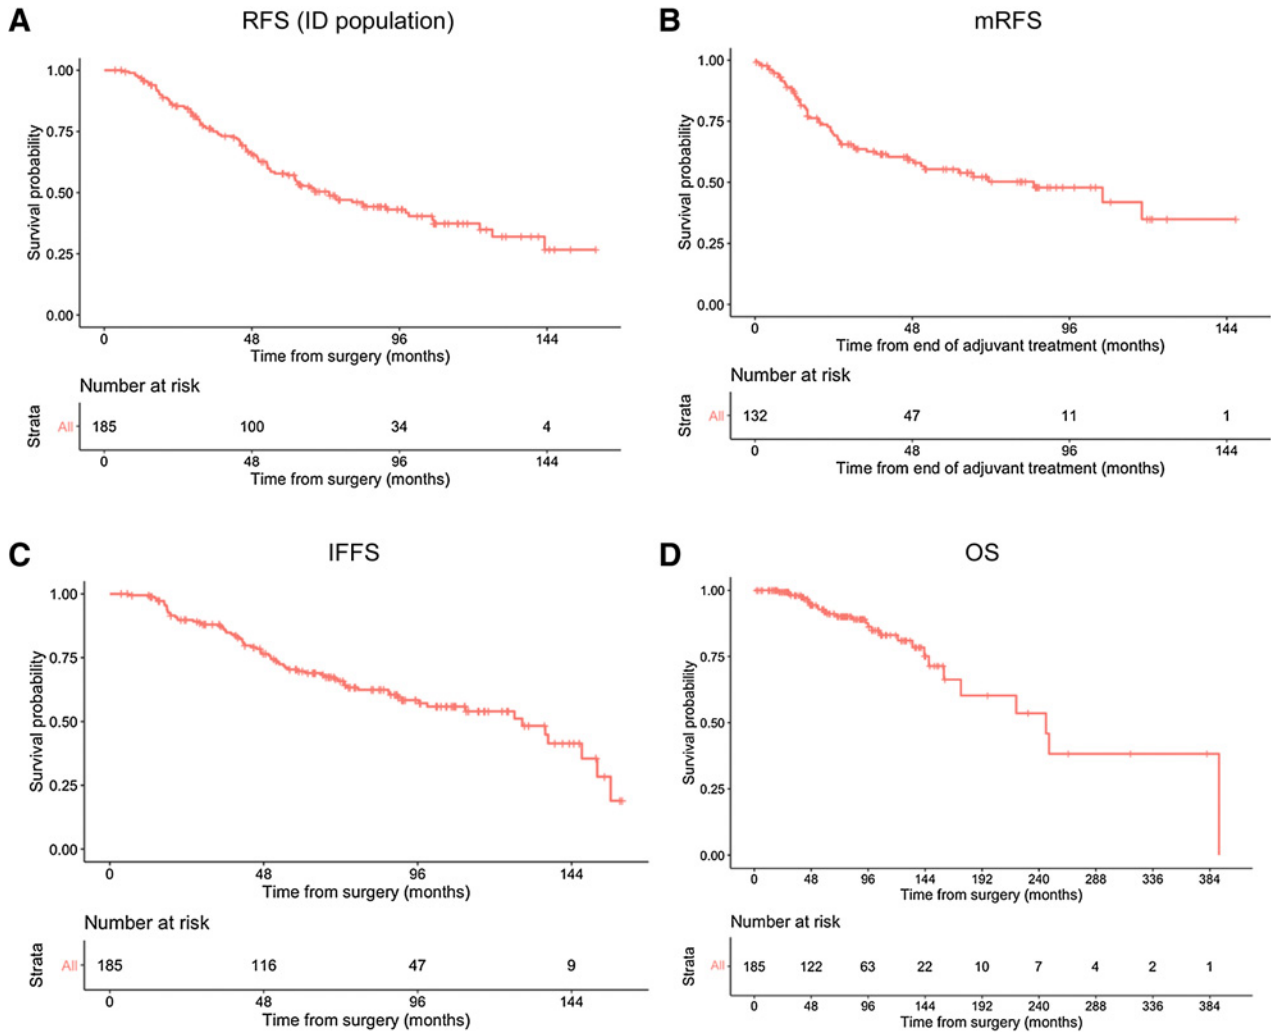 A
RFS (ID population)
Survival probability
1.00
0.75
0.50
0.25
0.00
0 48 96 144
Time from surgery (months)
Number at risk
Strata
All 185 100 34 4
0 48 96 144
Time from surgery (months)
B
mRFS
Survival probability
1.00
0.75
0.50
0.25
0.00
0 48 96 144
Time from end of adjuvant treatment (months)
Number at risk
Strata
All 132 47 11 1
0 48 96 144
Time from end of adjuvant treatment (months)
C
IFFS
Survival probability
1.00
0.75
0.50
0.25
0.00
0 48 96 144
Time from surgery (months)
Number at risk
Strata
All 185 116 47 9
0 48 96 144
Time from surgery (months)
D
OS
Survival probability
1.00
0.75
0.50
0.25
0.00
0 48 96 144 192 240 288 336 384
Time from surgery (months)
Number at risk
Strata
All 185 122 63 22 10 7 4 2 1
0 48 96 144 192 240 288 336 384
Time from surgery (months)